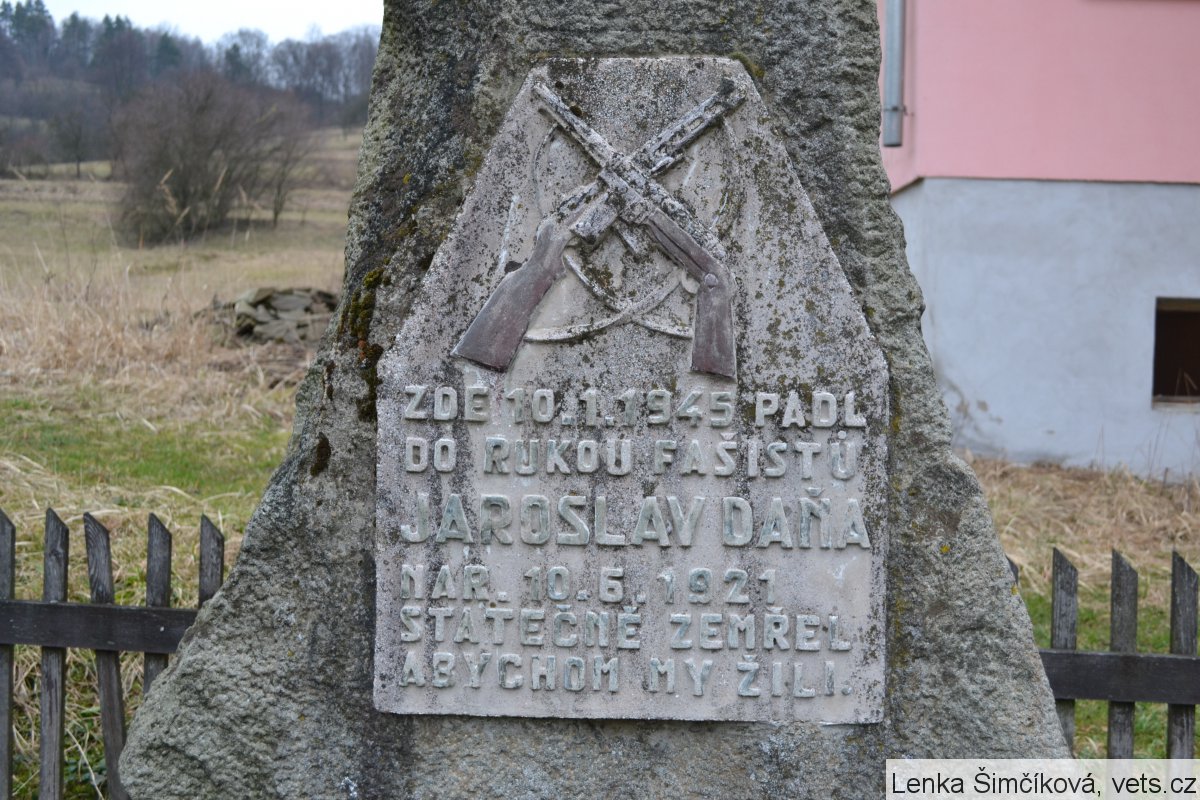 ZDE 10.1.1945 PADL
DO RUKOU FAŠISTŮ
JAROSLAV DAŇA
NAR. 10.6.1921
STATEČNĚ ZEMŘEL
ABYCHOM MY ŽILI.
Lenka Šimčíková, vets.cz